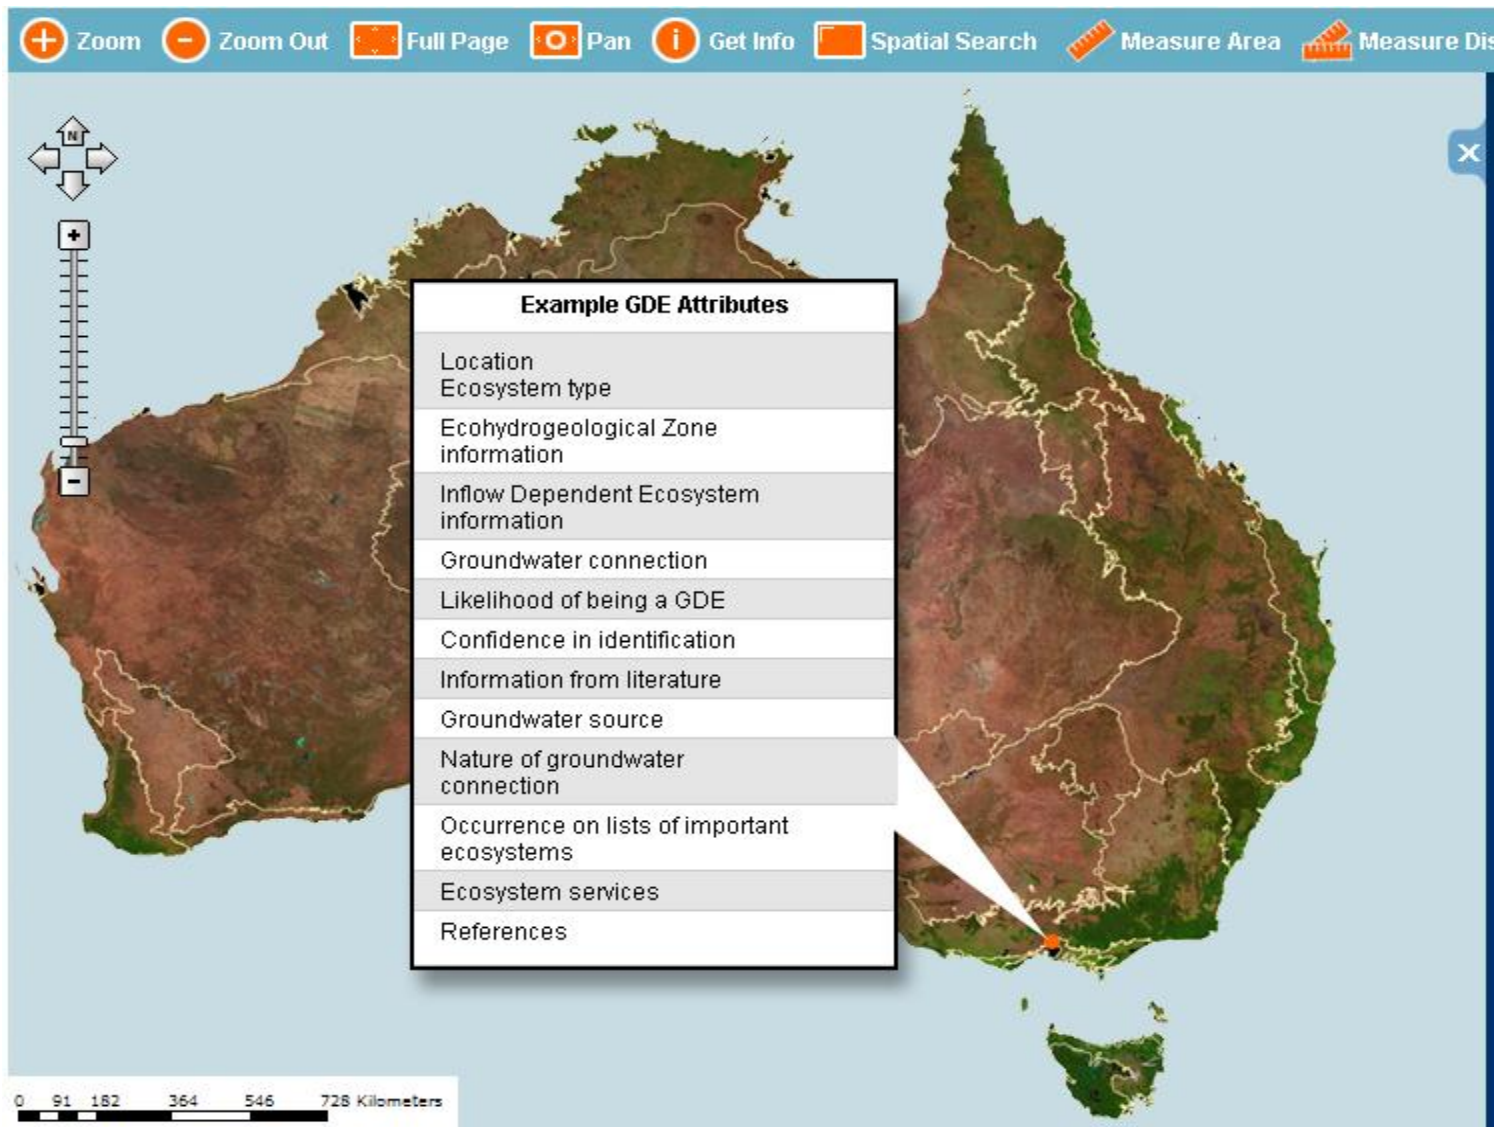 Zoom Zoom Out Full Page Pan Get Info Spatial Search Measure Area Measure Dis
N
Example GDE Attributes
Location
Ecosystem type
Ecohydrogeological Zone
information
Inflow Dependent Ecosystem
information
Groundwater connection
Likelihood of being a GDE
Confidence in identification
Information from literature
Groundwater source
Nature of groundwater
connection
Occurrence on lists of important
ecosystems
Ecosystem services
References
0 91 182 364 546 728 Kilometers